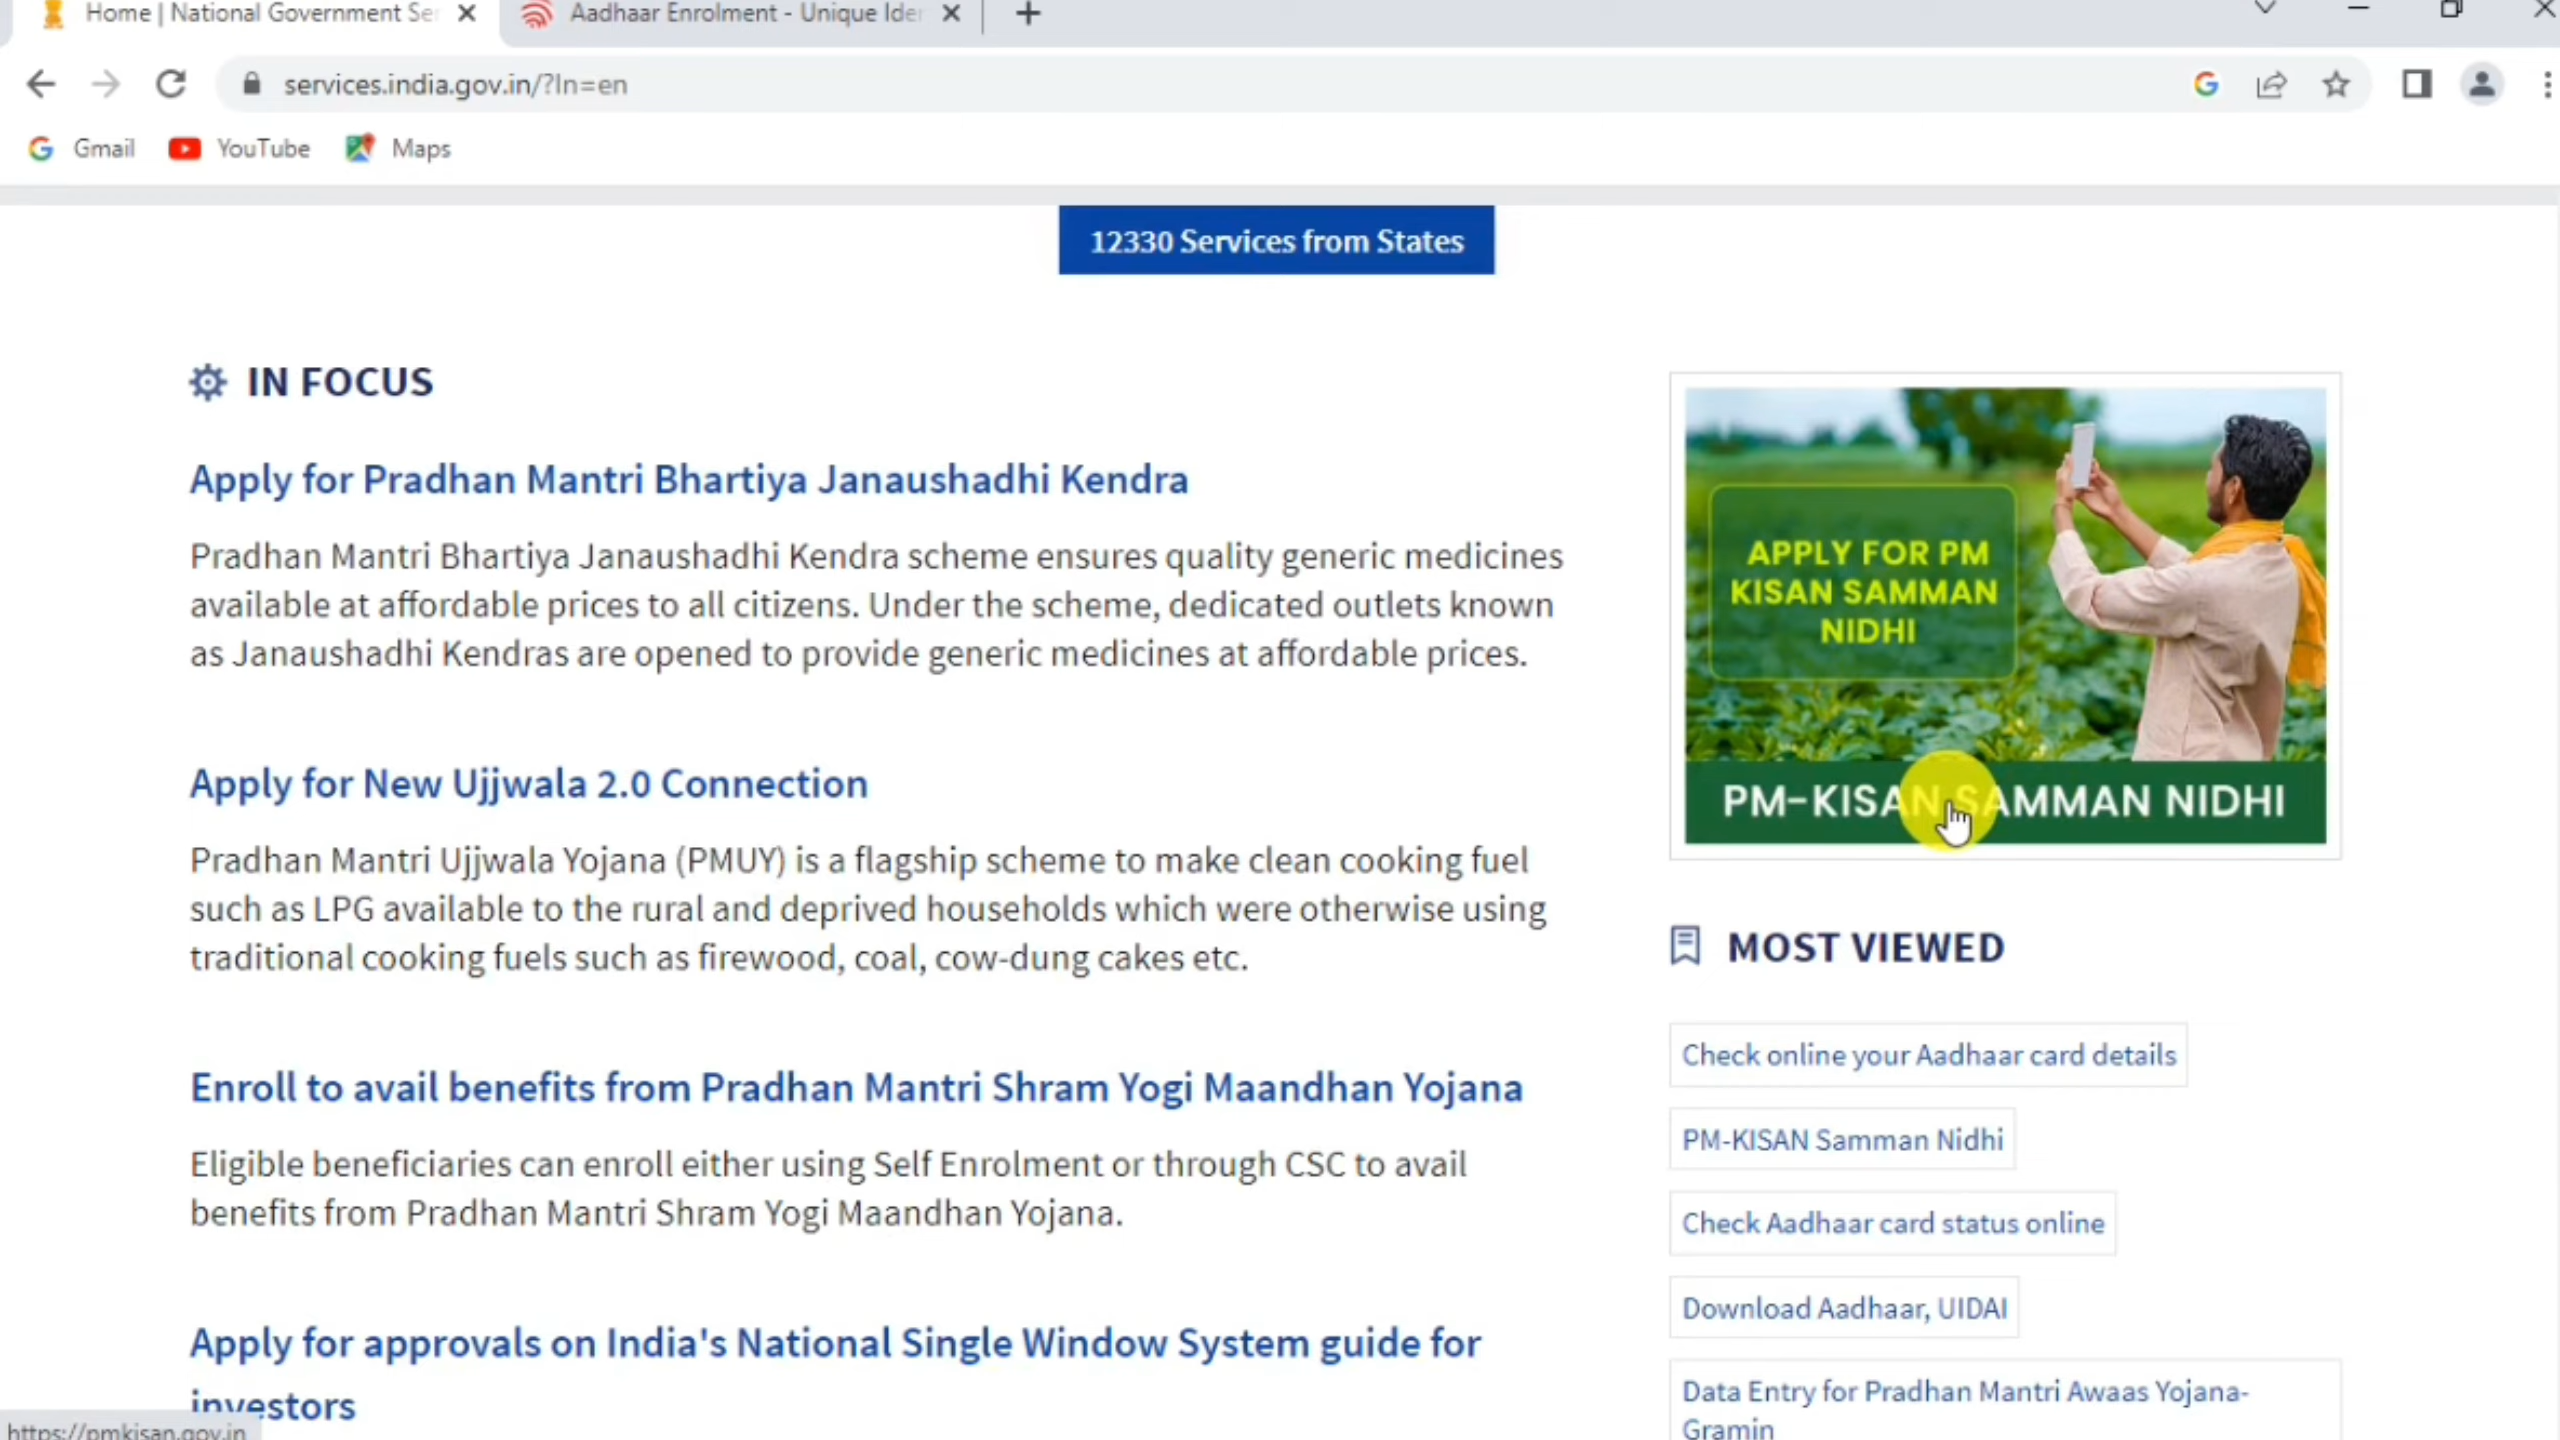 Home | National Government Ser
Aadhaar Enrolment - Unique Iden
services.india.gov.in/?ln=en
Gmail
YouTube
Maps
12330 Services from States
IN FOCUS
Apply for Pradhan Mantri Bhartiya Janaushadhi Kendra
Pradhan Mantri Bhartiya Janaushadhi Kendra scheme ensures quality generic medicines
available at affordable prices to all citizens. Under the scheme, dedicated outlets known
as Janaushadhi Kendras are opened to provide generic medicines at affordable prices.
Apply for New Ujjwala 2.0 Connection
Pradhan Mantri Ujjwala Yojana (PMUY) is a flagship scheme to make clean cooking fuel
such as LPG available to the rural and deprived households which were otherwise using
traditional cooking fuels such as firewood, coal, cow-dung cakes etc.
Enroll to avail benefits from Pradhan Mantri Shram Yogi Maandhan Yojana
Eligible beneficiaries can enroll either using Self Enrolment or through CSC to avail
benefits from Pradhan Mantri Shram Yogi Maandhan Yojana.
Apply for approvals on India's National Single Window System guide for
investors
https://pmkisan.gov.in
APPLY FOR PM
KISAN SAMMAN
NIDHI
PM-KISAN SAMMAN NIDHI
MOST VIEWED
Check online your Aadhaar card details
PM-KISAN Samman Nidhi
Check Aadhaar card status online
Download Aadhaar, UIDAI
Data Entry for Pradhan Mantri Awaas Yojana-
Gramin